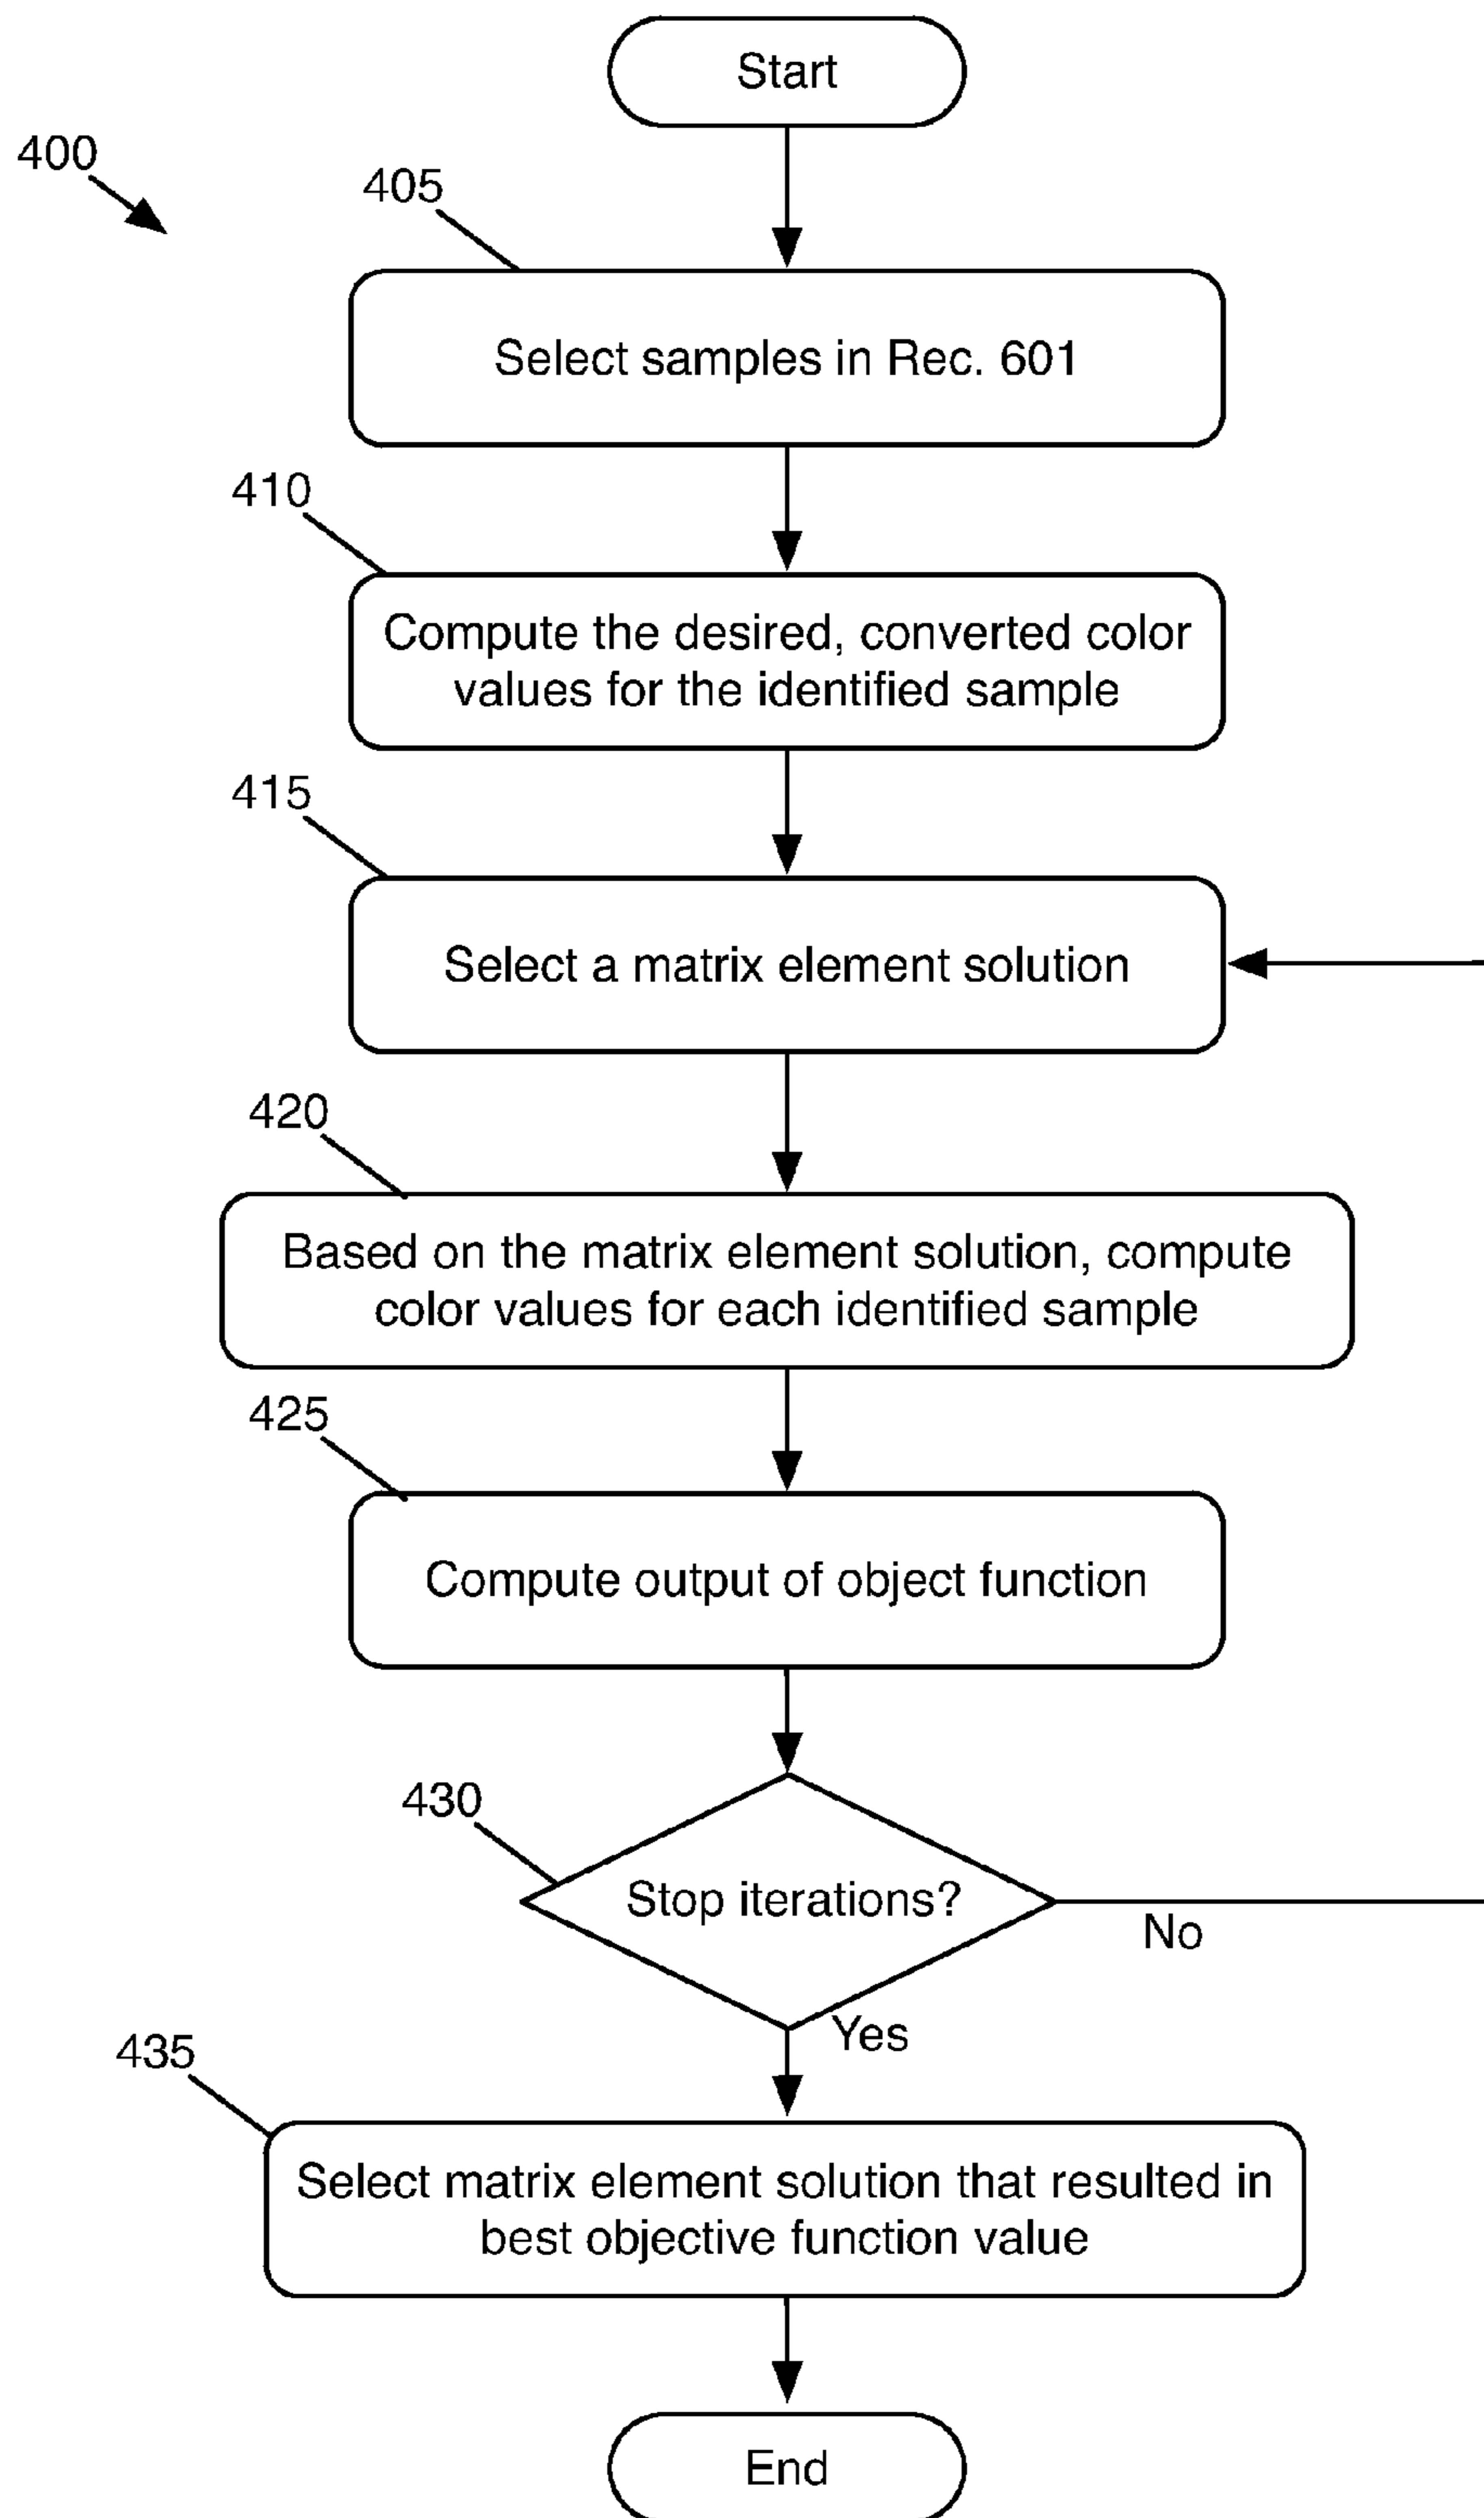 Start
400
405
Select samples in Rec. 601
410
Compute the desired, converted color
values for the identified sample
415
Select a matrix element solution
420
Based on the matrix element solution, compute
color values for each identified sample
425
Compute output of object function
430
Stop iterations?
No
Yes
435
Select matrix element solution that resulted in
best objective function value
End